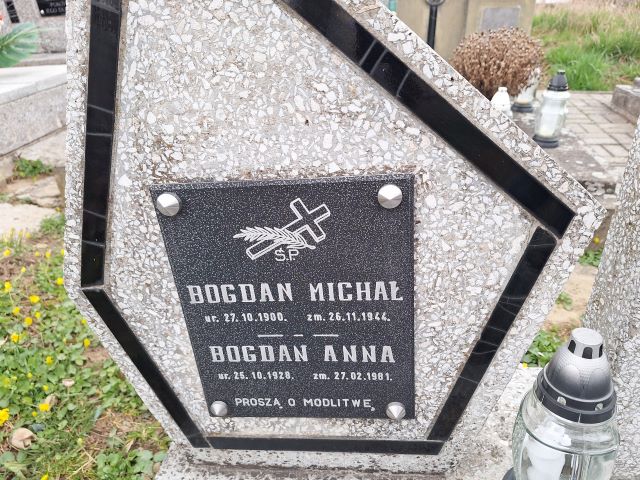 Ś.P
BOGDAN MICHAŁ
ur. 27.10.1900. zm. 26.11.1944.
BOGDAN ANNA
ur. 25.10.1928. zm. 27.02.1981.
PROSZĄ O MODLITWĘ